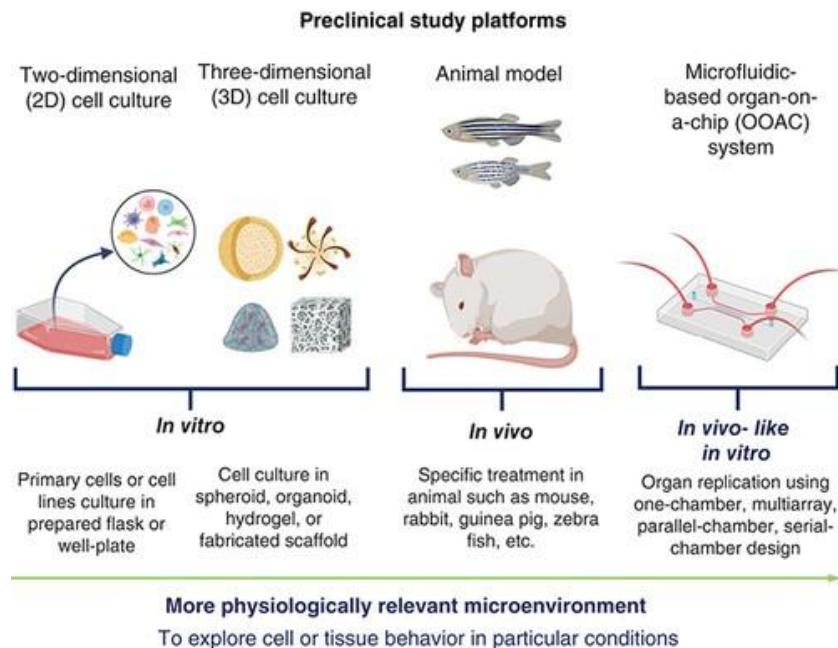 Preclinical study platforms
Two-dimensional
(2D) cell culture
Three-dimensional
(3D) cell culture
Animal model
Microfluidic-
based organ-on-
a-chip (OOAC)
system
In vitro
In vivo
In vivo- like
in vitro
Primary cells or cell
lines culture in
prepared flask or
well-plate
Cell culture in
spheroid, organoid,
hydrogel, or
fabricated scaffold
Specific treatment in
animal such as mouse,
rabbit, guinea pig, zebra
fish, etc.
Organ replication using
one-chamber, multiarray,
parallel-chamber, serial-
chamber design
More physiologically relevant microenvironment
To explore cell or tissue behavior in particular conditions